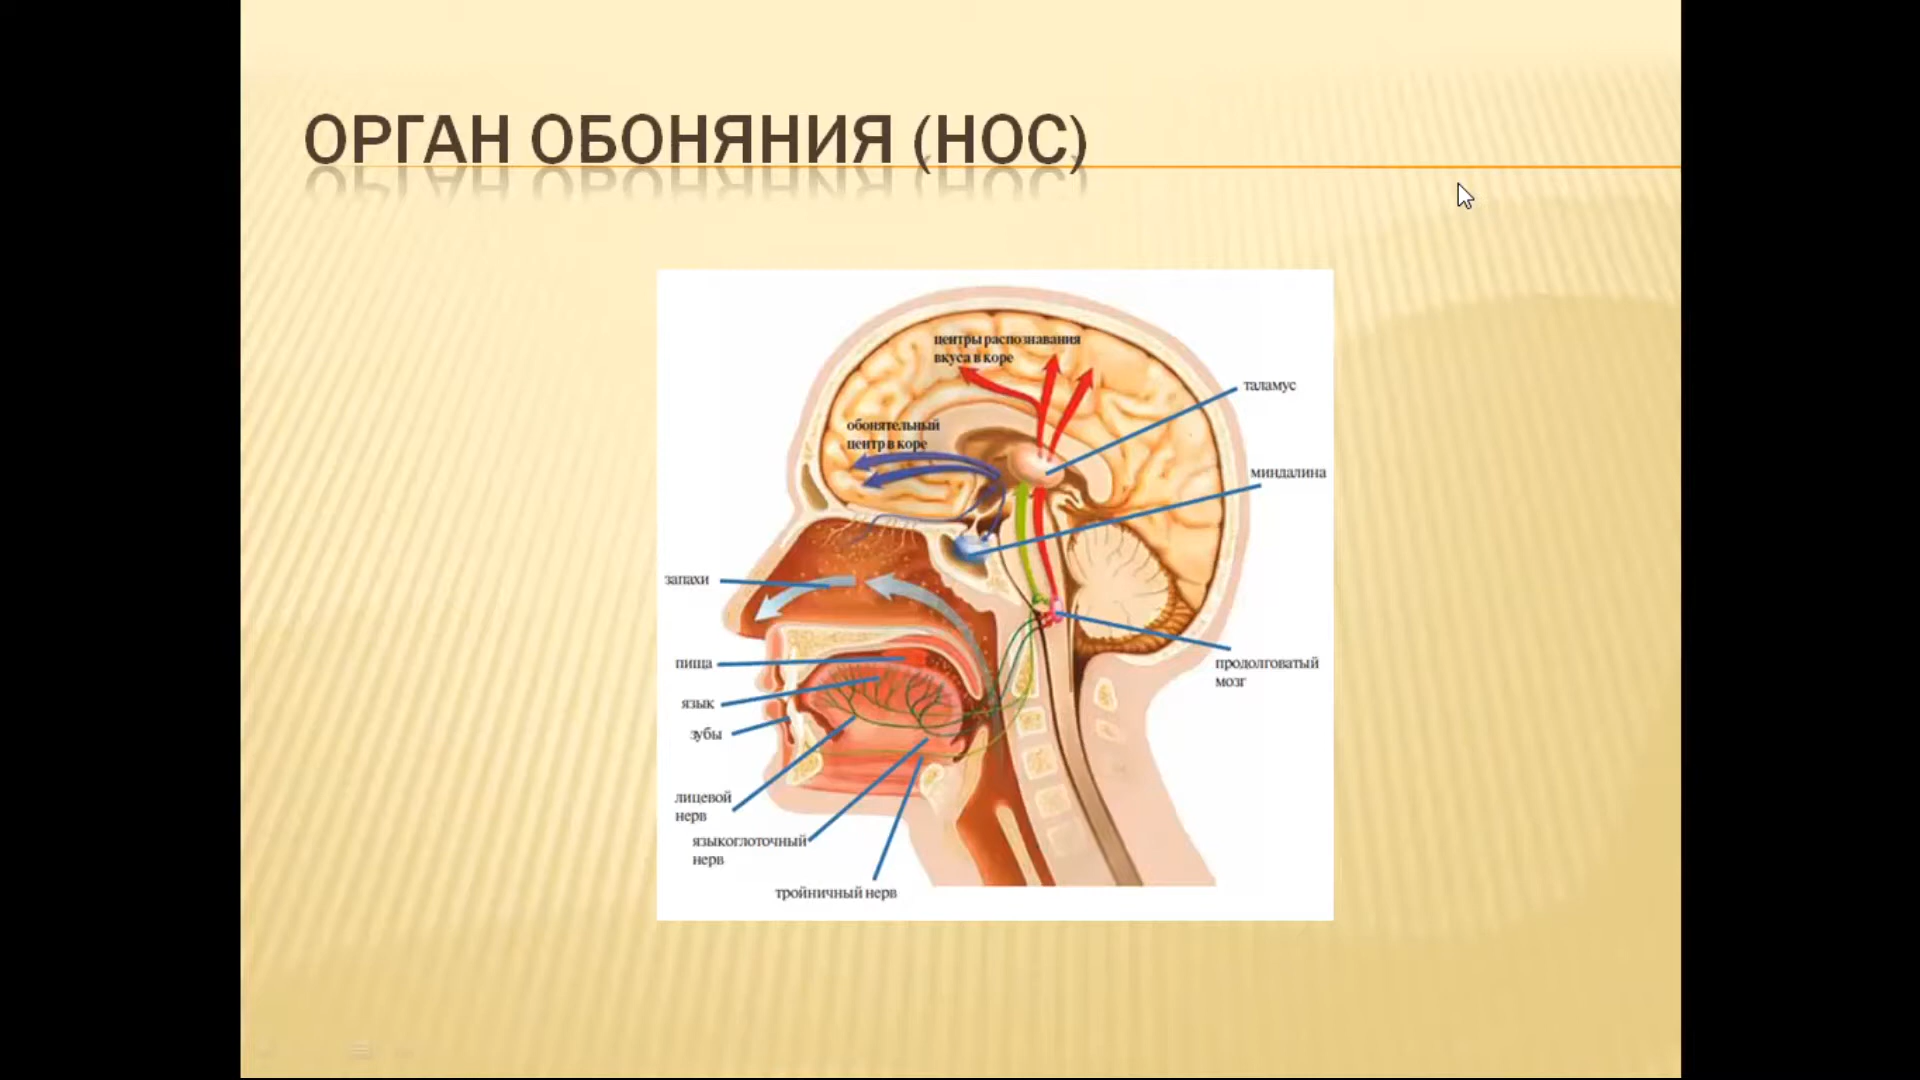 ОРГАН ОБОНЯНИЯ (НОС)
центры распознавания
вкуса в коре
таламус
обонятельный
центр в коре
миндалина
запахи
пища
продолговатый
мозг
язык
зубы
лицевой
нерв
языкоглоточный
нерв
тройничный нерв